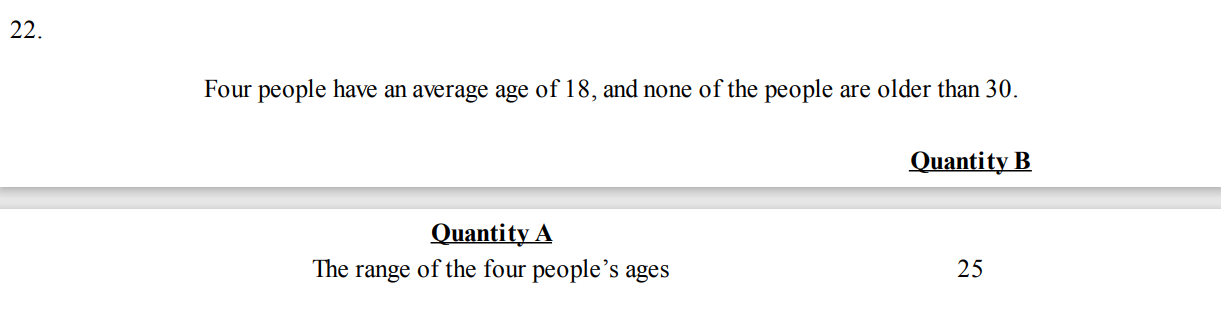 22.
Four people have an average age of 18, and none of the people are older than 30.
Quantity B
Quantity A
The range of the four people’s ages 25